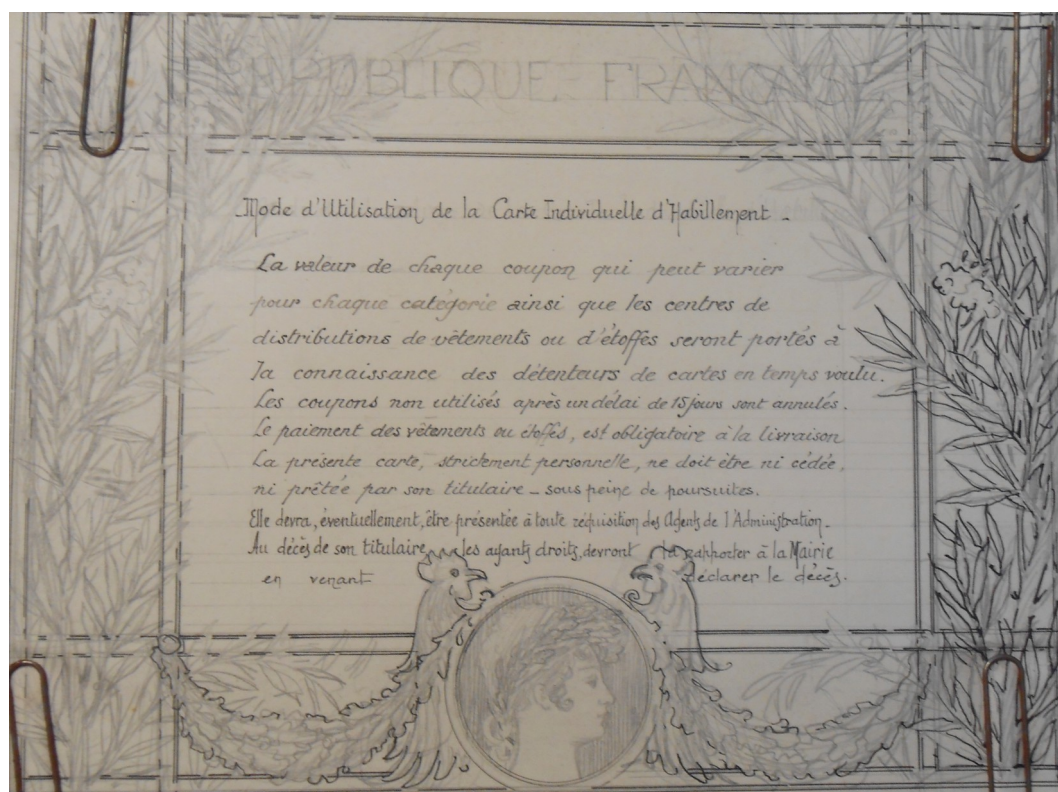 RÉPUBLIQUE FRANÇAISE
Mode d'Utilisation de la Carte Individuelle d'Habillement _
La valeur de chaque coupon qui peut varier
pour chaque catégorie ainsi que les centres de
distributions de vêtements ou d'étoffes seront portés à
la connaissance des détenteurs de cartes en temps voulu.
Les coupons non utilisés après un délai de 15 jours sont annulés.
Le paiement des vêtements ou étoffes, est obligatoire à la livraison
La présente carte, strictement personnelle, ne doit être ni cédée,
ni prêtée par son titulaire _ sous peine de poursuites.
Elle devra, éventuellement, être présentée à toute réquisition des Agents de l'Administration_
Au décès de son titulaire, les ayants droits, devront la rapporter à la Mairie
en venant déclarer le décès.